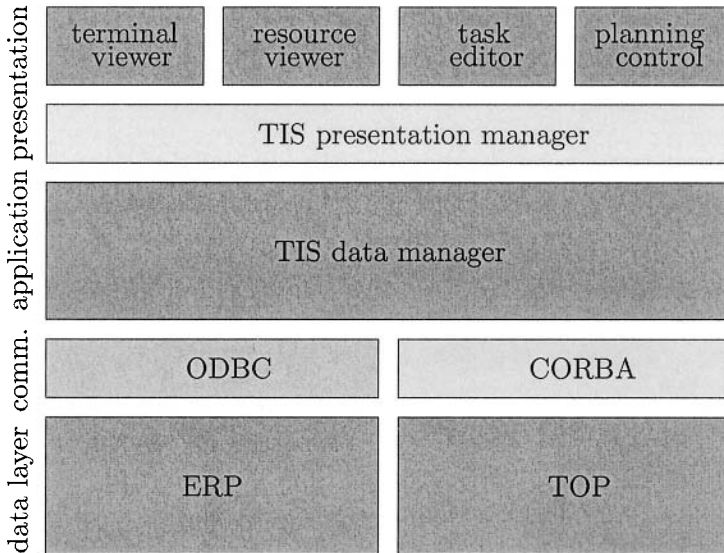 terminal
viewer
resource
viewer
task
editor
planning
control
TIS presentation manager
TIS data manager
ODBC
CORBA
ERP
TOP
presentation
application
comm.
data layer